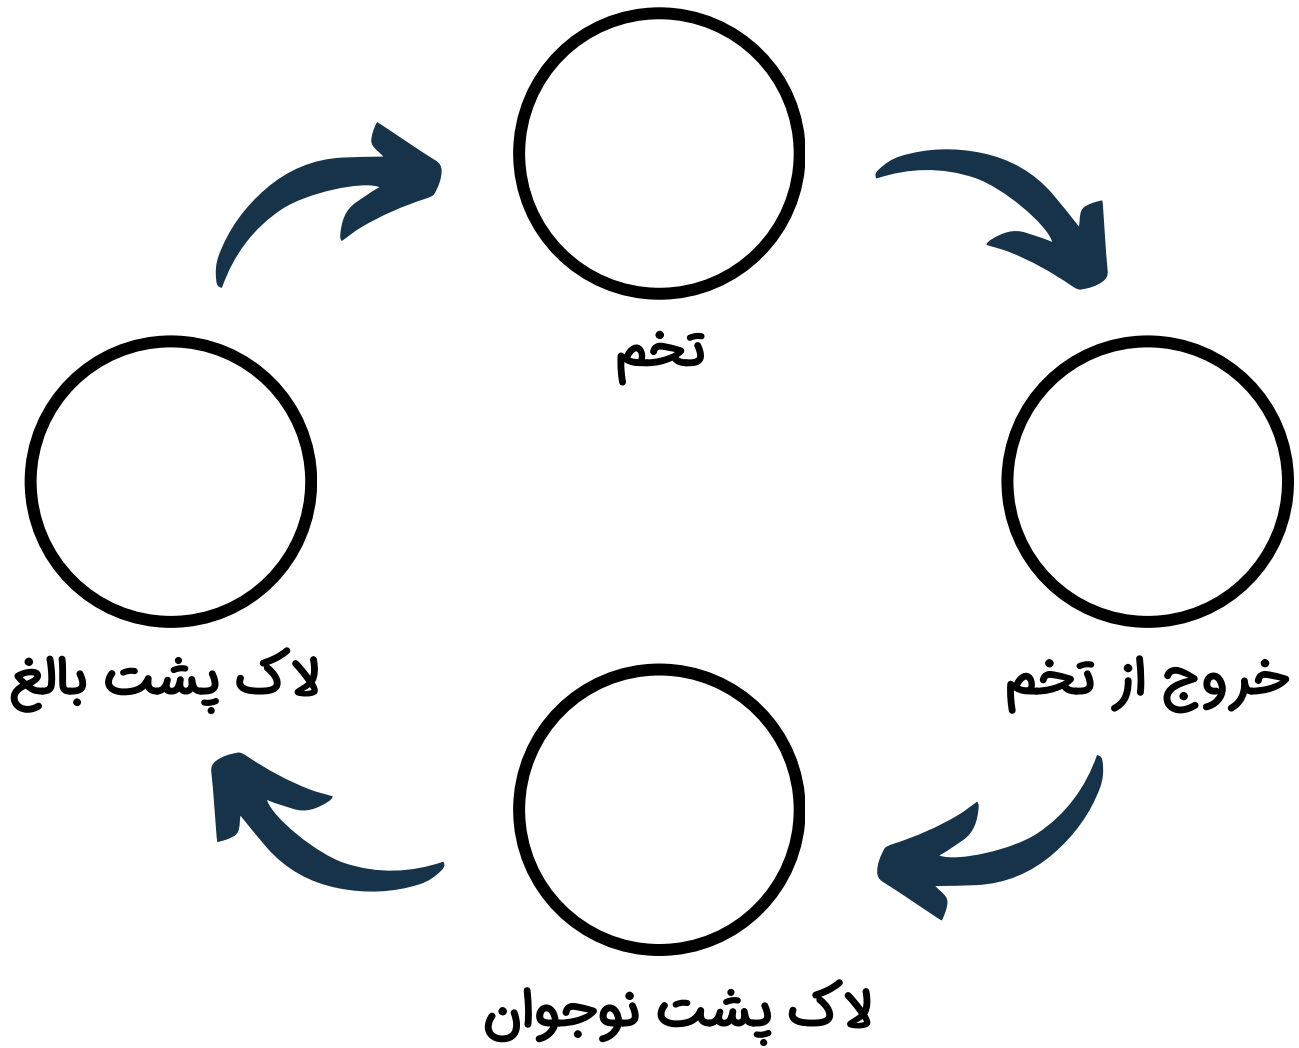 تخم
خروج از تخم
لاک پشت بالغ
لاک پشت نوجوان